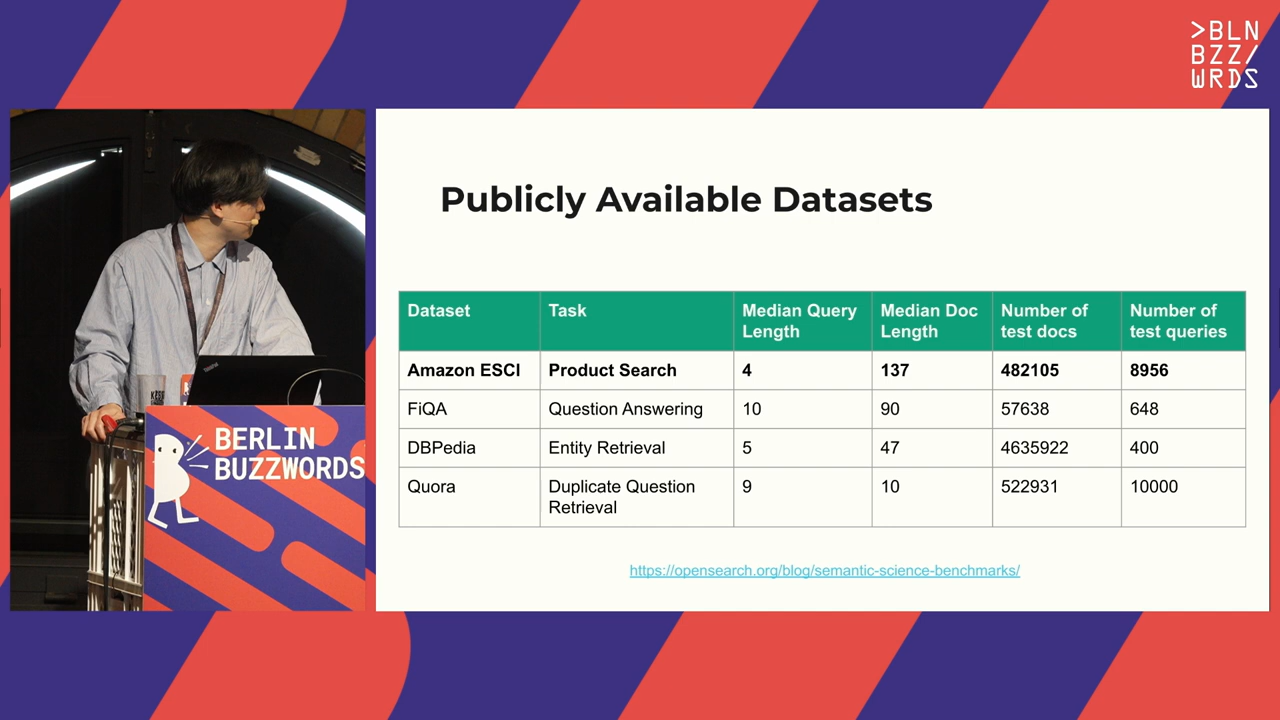 >BLN
BZZ/
WRDS
Publicly Available Datasets
Dataset Task Median Query Length Median Doc Length Number of test docs Number of test queries
Amazon ESCI Product Search 4 137 482105 8956
FiQA Question Answering 10 90 57638 648
DBPedia Entity Retrieval 5 47 4635922 400
Quora Duplicate Question Retrieval 9 10 522931 10000
https://opensearch.org/blog/semantic-science-benchmarks/
ThinkPad
BERLIN
BUZZWORDS